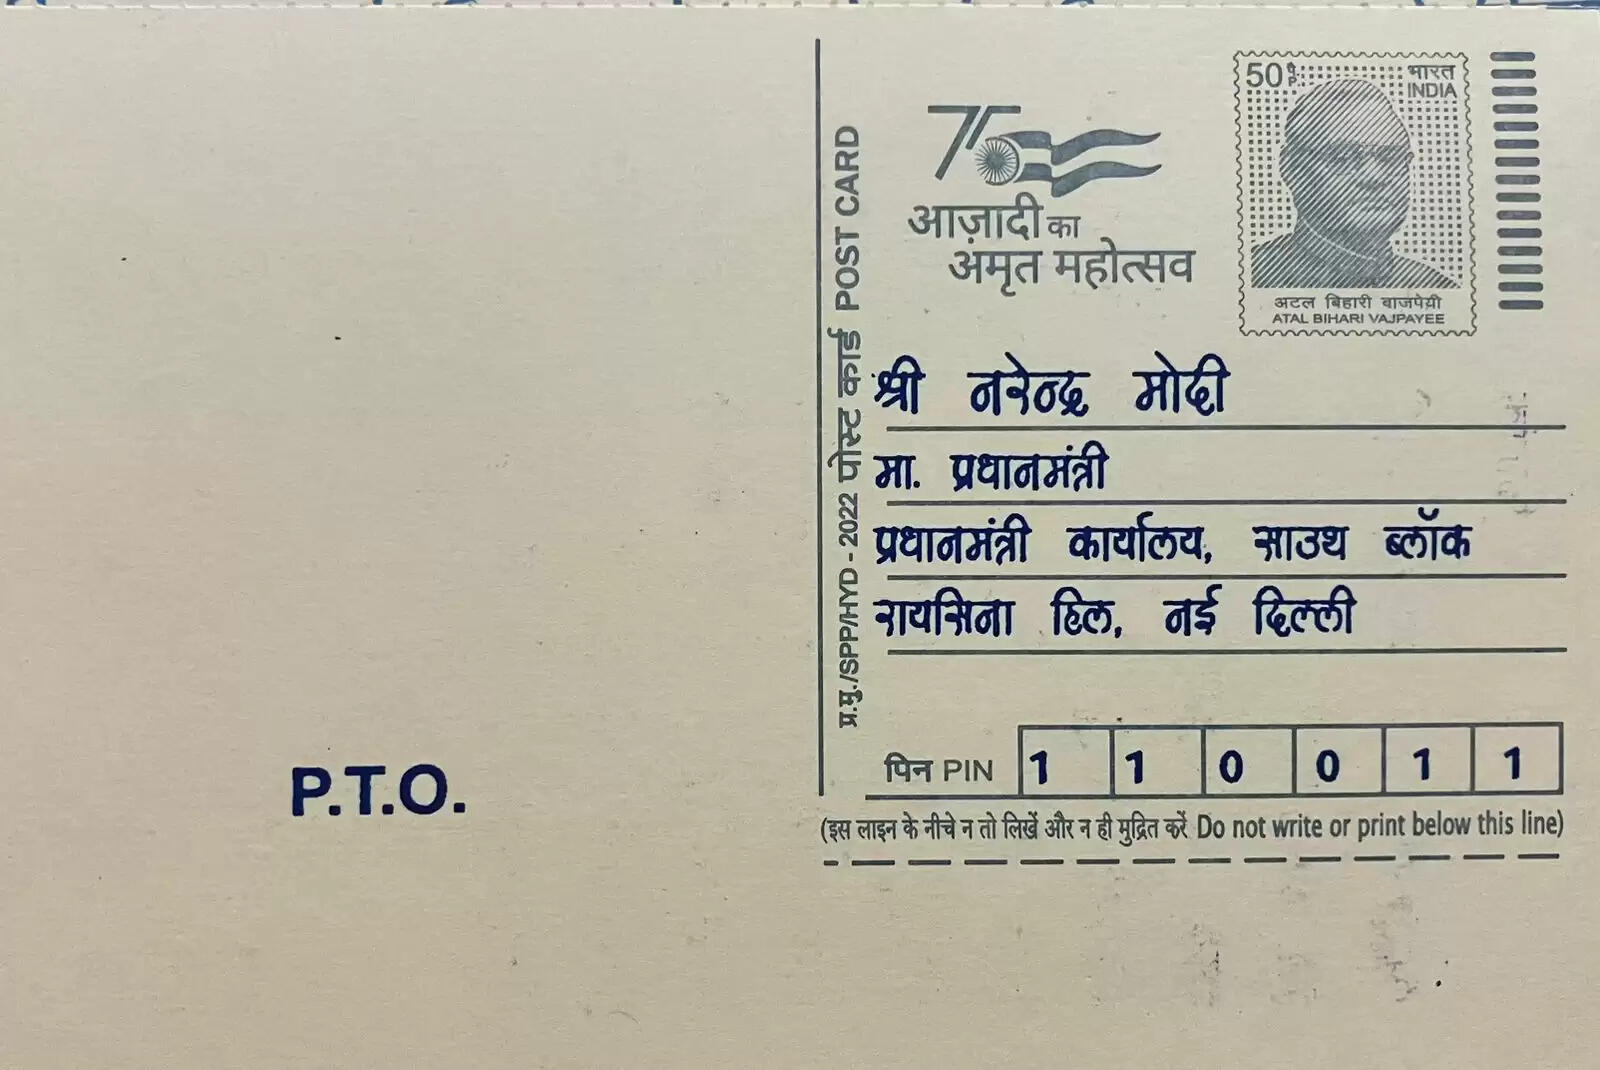 50 पै. P.
भारत
INDIA
75
आज़ादी का
अमृत महोत्सव
अटल बिहारी वाजपेयी
ATAL BIHARI VAJPAYEE
प्र.मु./SPP/HYD - 2022 पोस्ट कार्ड POST CARD
श्री नरेन्द्र मोदी
मा. प्रधानमंत्री
प्रधानमंत्री कार्यालय, साउथ ब्लॉक
रायसिना हिल, नई दिल्ली
P.T.O.
पिन PIN 1 1 0 0 1 1
(इस लाइन के नीचे न तो लिखें और न ही मुद्रित करें Do not write or print below this line)